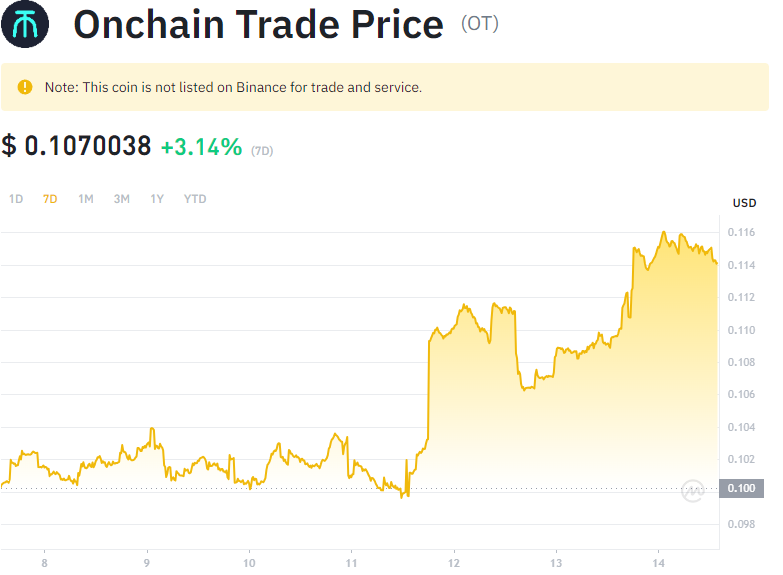 Onchain Trade Price (OT)
Note: This coin is not listed on Binance for trade and service.
$ 0.1070038 +3.14% (7D)
1D 7D 1M 3M 1Y YTD
USD
0.116
0.114
0.112
0.110
0.108
0.106
0.104
0.102
0.100
0.098
8 9 10 11 12 13 14